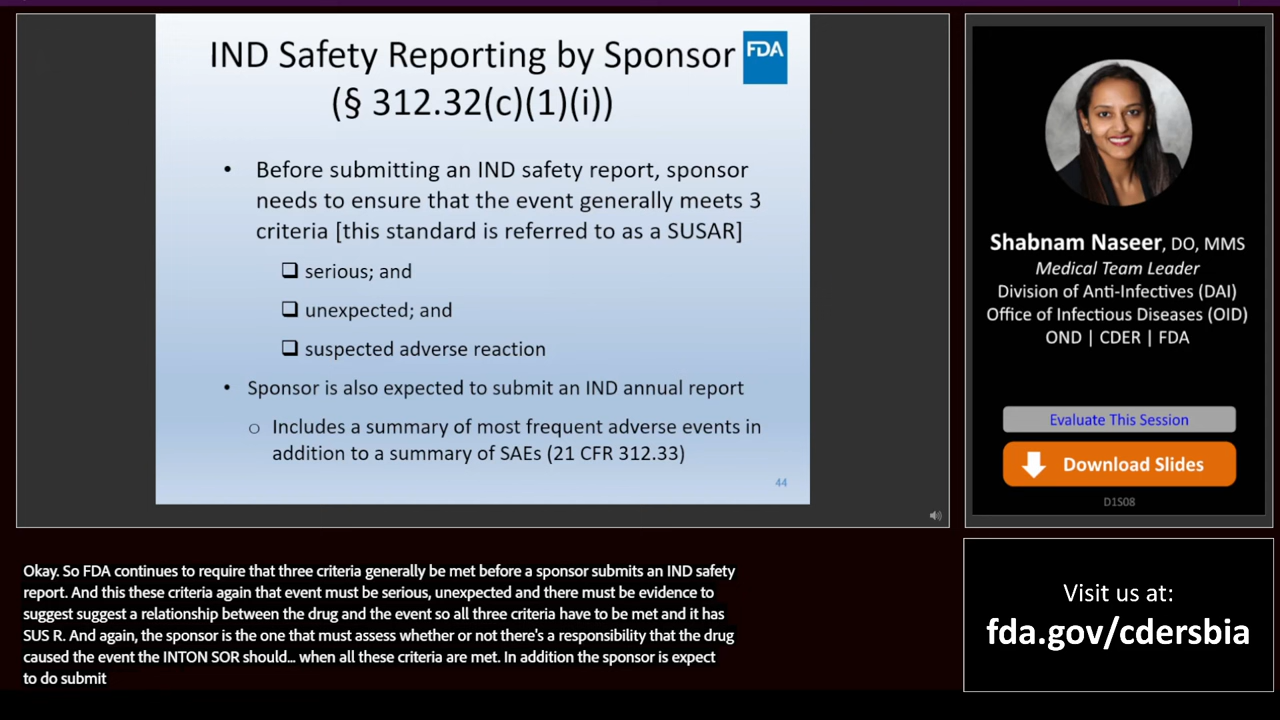 IND Safety Reporting by Sponsor
FDA
(§ 312.32(c)(1)(i))
• Before submitting an IND safety report, sponsor
needs to ensure that the event generally meets 3
criteria [this standard is referred to as a SUSAR]
❑ serious; and
❑ unexpected; and
❑ suspected adverse reaction
• Sponsor is also expected to submit an IND annual report
○ Includes a summary of most frequent adverse events in
addition to a summary of SAEs (21 CFR 312.33)
44
Shabnam Naseer, DO, MMS
Medical Team Leader
Division of Anti-Infectives (DAI)
Office of Infectious Diseases (OID)
OND | CDER | FDA
Evaluate This Session
Download Slides
D1S08
Okay. So FDA continues to require that three criteria generally be met before a sponsor submits an IND safety
report. And this these criteria again that event must be serious, unexpected and there must be evidence to
suggest suggest a relationship between the drug and the event so all three criteria have to be met and it has
SUS R. And again, the sponsor is the one that must assess whether or not there's a responsibility that the drug
caused the event the INTON SOR should... when all these criteria are met. In addition the sponsor is expect
to do submit
Visit us at:
fda.gov/cdersbia